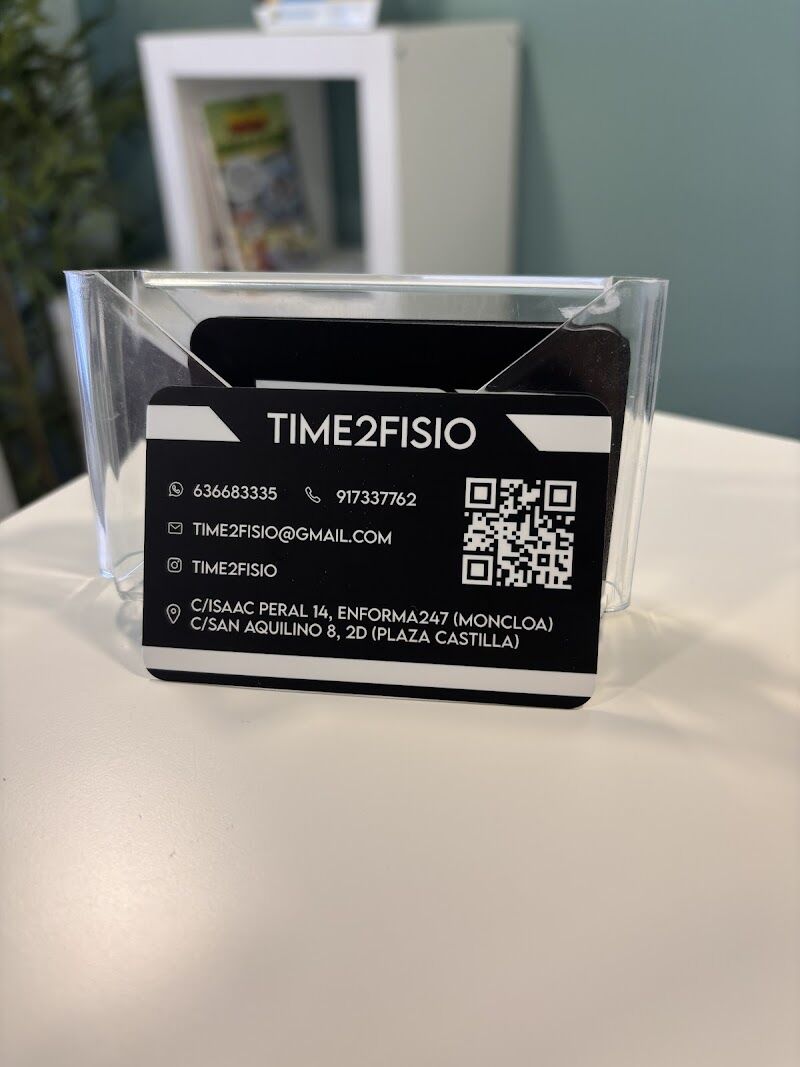 TIME2FISIO
636683335 917337762
TIME2FISIO@GMAIL.COM
TIME2FISIO
C/ISAAC PERAL 14, ENFORMA247 (MONCLOA)
C/SAN AQUILINO 8, 2D (PLAZA CASTILLA)